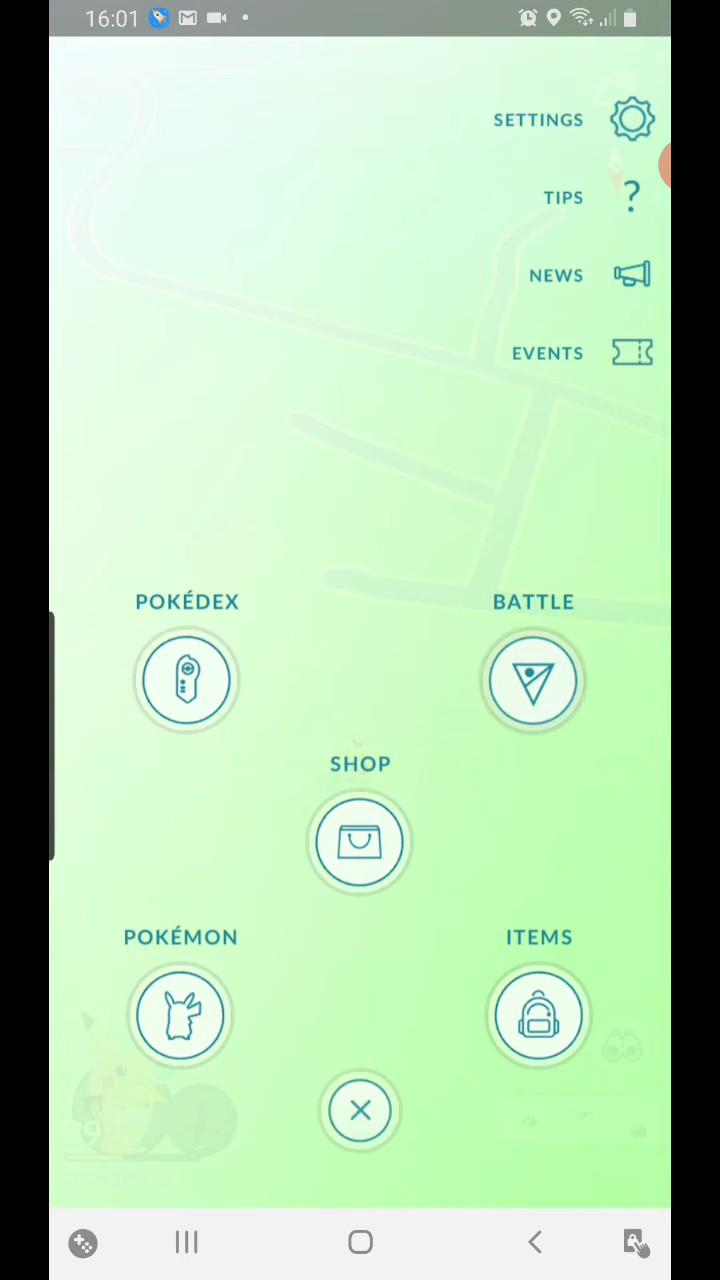 16:01
SETTINGS
TIPS
?
NEWS
EVENTS
POKÉDEX
BATTLE
SHOP
POKÉMON
ITEMS